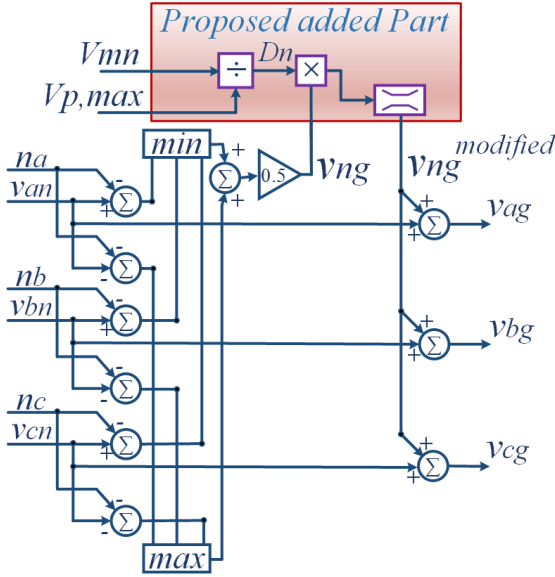 Proposed added Part
Vmn
÷
Dn
×
Vp,max
min
modified
na
+
0.5
vng
vng
-
Σ
van
+
Σ
+
+
vag
-
+
Σ
-
Σ
nb
-
vbn
+
Σ
+
vbg
-
+
Σ
-
Σ
nc
-
vcn
+
Σ
+
vcg
-
+
Σ
-
Σ
max